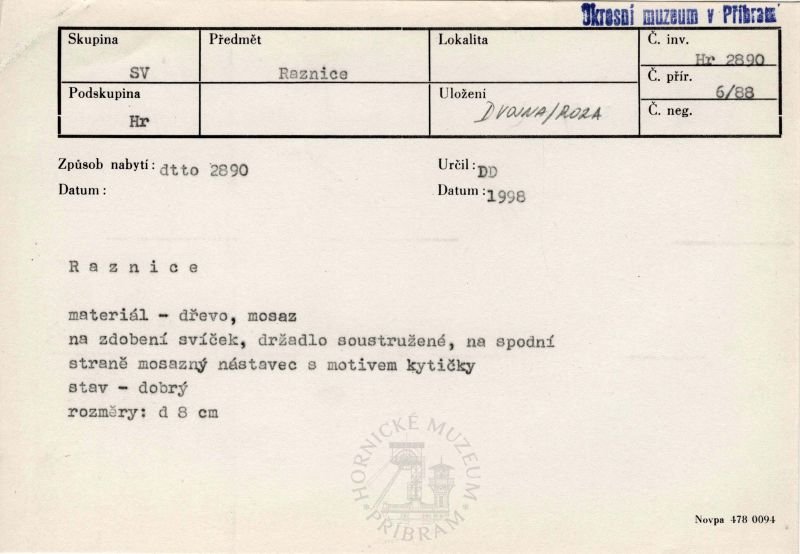 Okresní muzeum v Příbrami
Skupina
SV
Předmět
Raznice
Lokalita
Č. inv.
Hr 2890
Č. přír.
6/88
Podskupina
Hr
Uložení
DVOJNA/ROZA
Č. neg.
Způsob nabytí: dtto 2890
Datum:
Určil: DD
Datum: 1998
R a z n i c e
materiál - dřevo, mosaz
na zdobení svíček, držadlo soustružené, na spodní
straně mosazný nástavec s motivem kytičky
stav - dobrý
rozměry: d 8 cm
HORNICKÉ MUZEUM
* PŘÍBRAM *
Novpa 478 0094